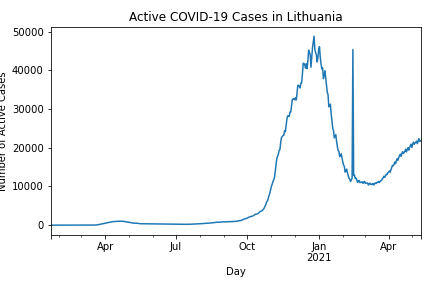 Active COVID-19 Cases in Lithuania
50000
40000
30000
20000
10000
0
Number of Active Cases
Apr
Jul
Oct
Jan
2021
Apr
Day